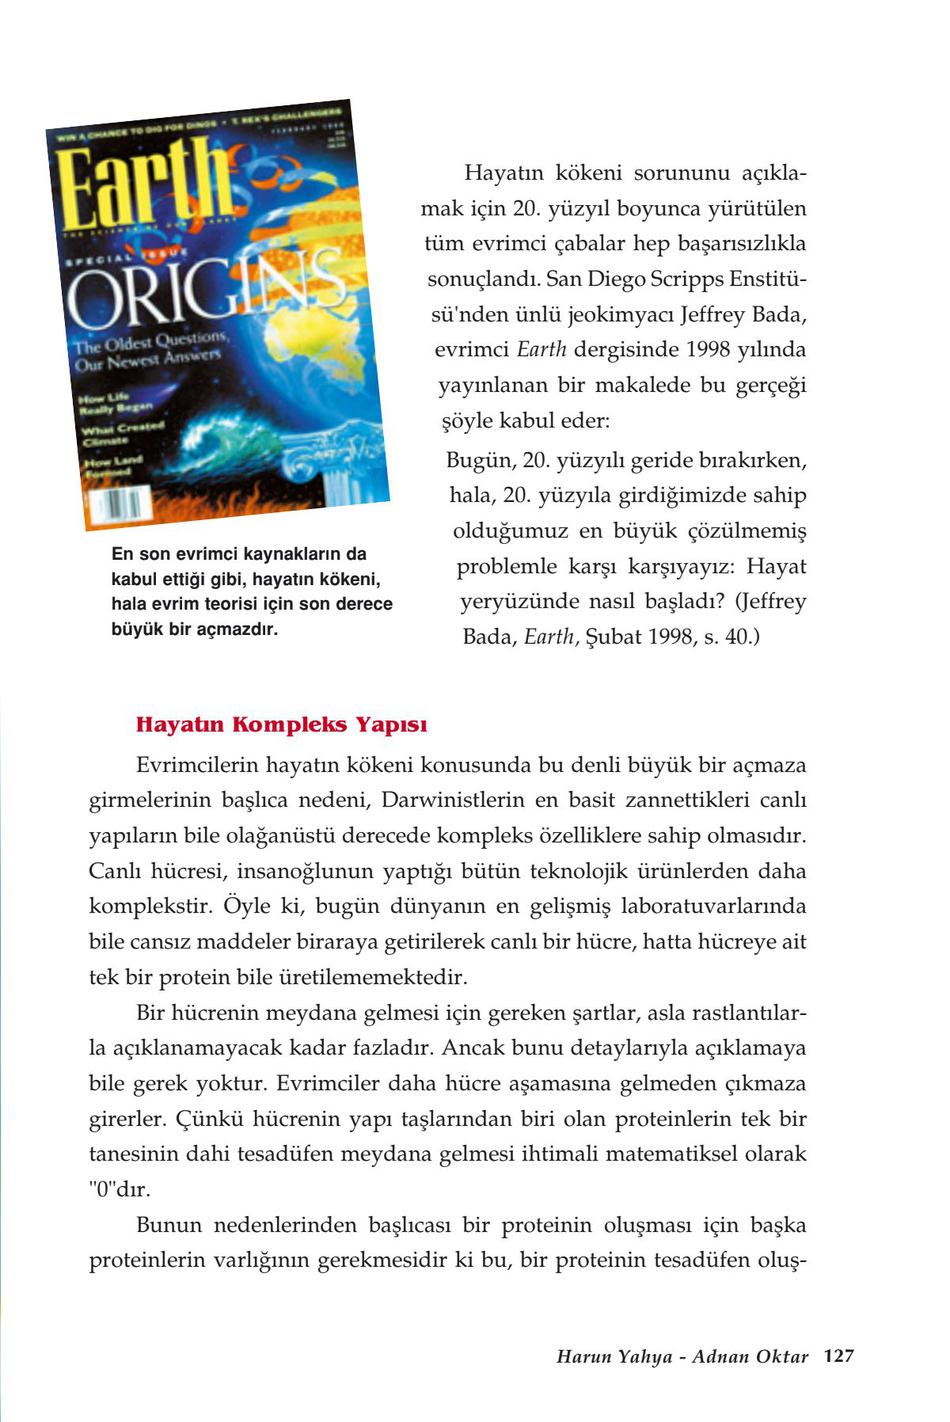 WIN A CHANCE TO DIG FOR DINOS • T. REX'S CHALLENGERS
FEBRUARY 1998
Earth
SPECIAL ISSUE
ORIGINS
The Oldest Questions,
Our Newest Answers
How Life
Really Began
What Created
Climate
How Land
Formed
En son evrimci kaynakların da
kabul ettiği gibi, hayatın kökeni,
hala evrim teorisi için son derece
büyük bir açmazdır.
Hayatın kökeni sorununu açıkla-
mak için 20. yüzyıl boyunca yürütülen
tüm evrimci çabalar hep başarısızlıkla
sonuçlandı. San Diego Scripps Enstitü-
sü'nden ünlü jeokimyacı Jeffrey Bada,
evrimci Earth dergisinde 1998 yılında
yayınlanan bir makalede bu gerçeği
şöyle kabul eder:
Bugün, 20. yüzyılı geride bırakırken,
hala, 20. yüzyıla girdiğimizde sahip
olduğumuz en büyük çözülmemiş
problemle karşı karşıyayız: Hayat
yeryüzünde nasıl başladı? (Jeffrey
Bada, Earth, Şubat 1998, s. 40.)
Hayatın Kompleks Yapısı
Evrimcilerin hayatın kökeni konusunda bu denli büyük bir açmaza
girmelerinin başlıca nedeni, Darwinistlerin en basit zannettikleri canlı
yapıların bile olağanüstü derecede kompleks özelliklere sahip olmasıdır.
Canlı hücresi, insanoğlunun yaptığı bütün teknolojik ürünlerden daha
komplekstir. Öyle ki, bugün dünyanın en gelişmiş laboratuvarlarında
bile cansız maddeler biraraya getirilerek canlı bir hücre, hatta hücreye ait
tek bir protein bile üretilememektedir.
Bir hücrenin meydana gelmesi için gereken şartlar, asla rastlantılar-
la açıklanamayacak kadar fazladır. Ancak bunu detaylarıyla açıklamaya
bile gerek yoktur. Evrimciler daha hücre aşamasına gelmeden çıkmaza
girerler. Çünkü hücrenin yapı taşlarından biri olan proteinlerin tek bir
tanesinin dahi tesadüfen meydana gelmesi ihtimali matematiksel olarak
"0"dır.
Bunun nedenlerinden başlıcası bir proteinin oluşması için başka
proteinlerin varlığının gerekmesidir ki bu, bir proteinin tesadüfen oluş-
Harun Yahya - Adnan Oktar 127